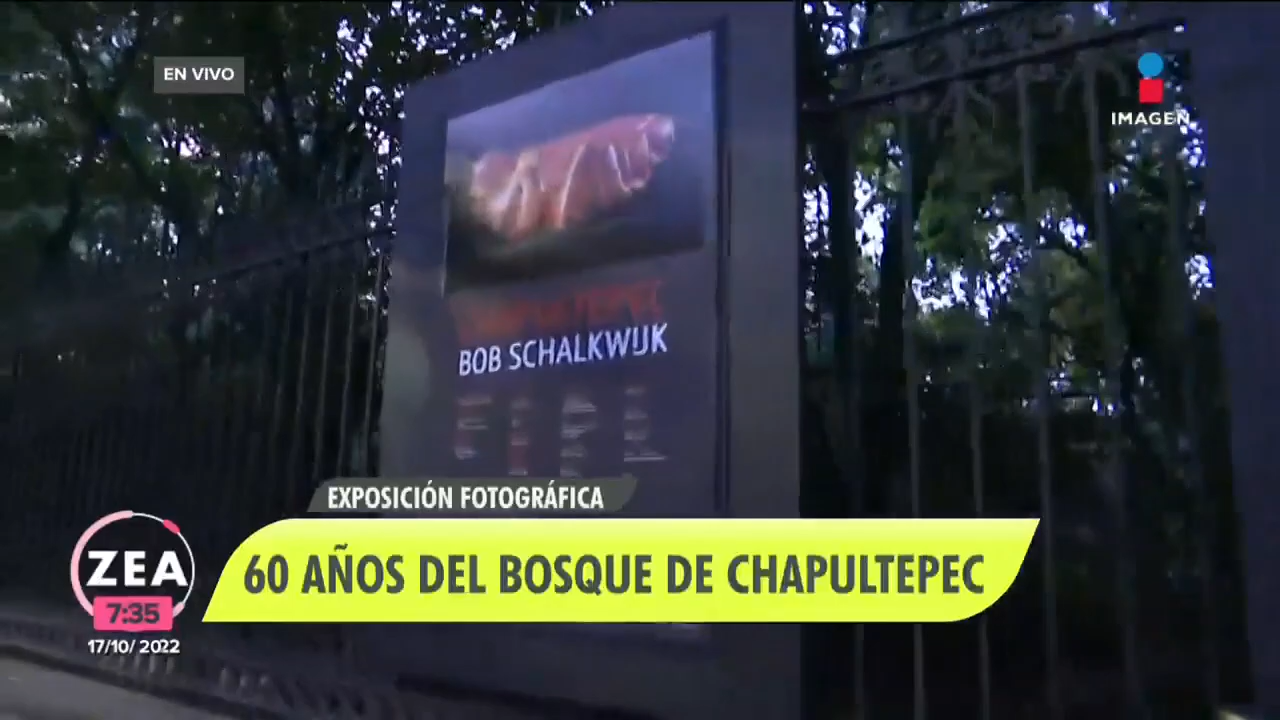 EN VIVO
IMAGEN
CHAPULTEPEC
BOB SCHALKWIJK
EXPOSICIÓN FOTOGRÁFICA
60 AÑOS DEL BOSQUE DE CHAPULTEPEC
ZEA
7:35
17/10/2022